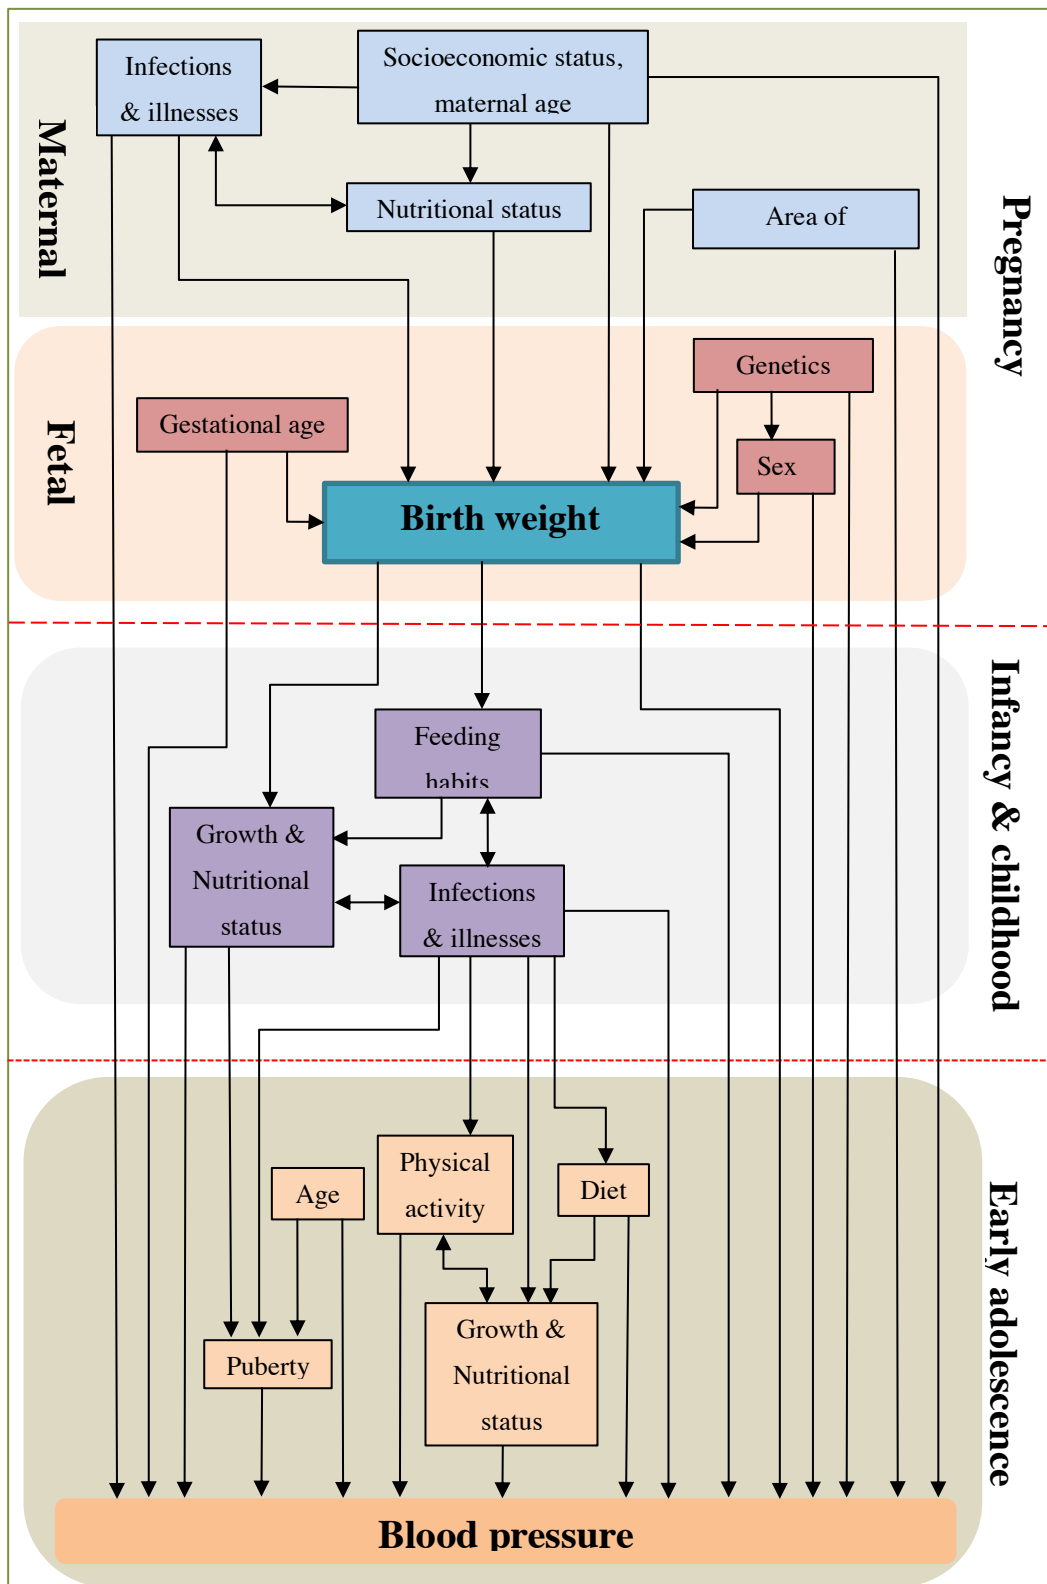 Infections
& illnesses
Socioeconomic status,
maternal age
Nutritional status
Area of
Maternal
Pregnancy
Genetics
Gestational age
Sex
Fetal
Birth weight
Feeding
habits
Growth &
Nutritional
status
Infections
& illnesses
Infancy & childhood
Physical
activity
Age
Diet
Growth &
Nutritional
status
Puberty
Early adolescence
Blood pressure